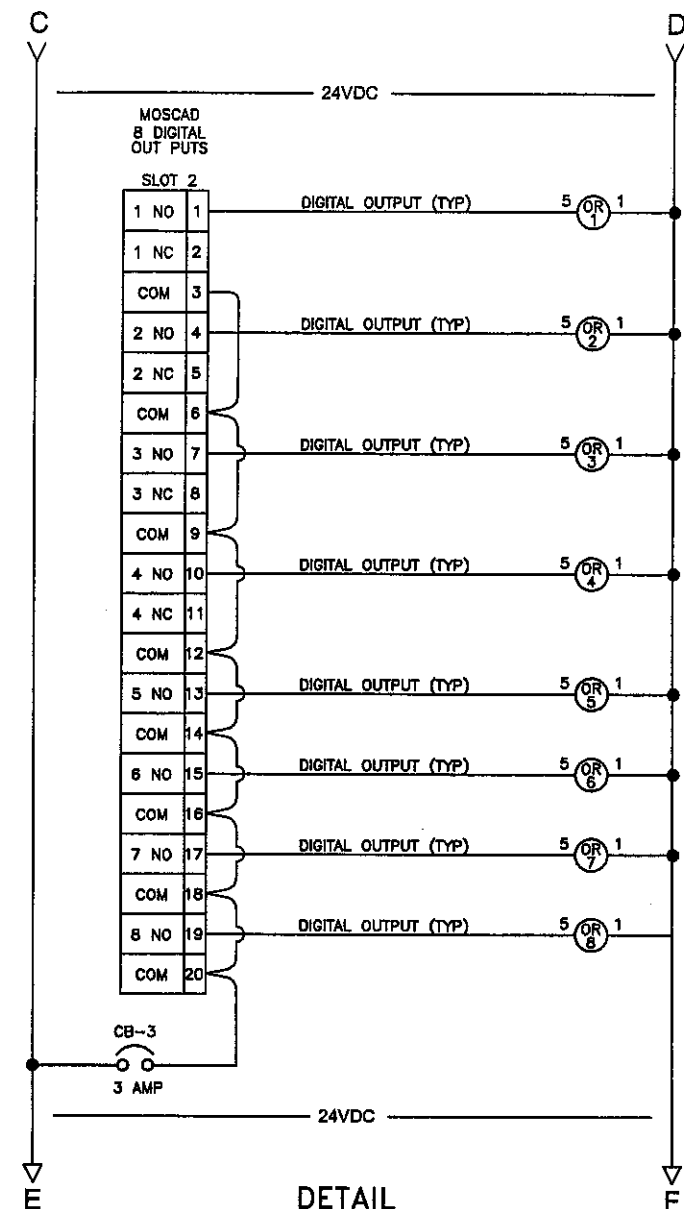 C D
24VDC
MOSCAD
8 DIGITAL
OUT PUTS
SLOT 2
1 NO 1 DIGITAL OUTPUT (TYP) 5 OR 1 1
1 NC 2
COM 3
2 NO 4 DIGITAL OUTPUT (TYP) 5 OR 2 1
2 NC 5
COM 6
3 NO 7 DIGITAL OUTPUT (TYP) 5 OR 3 1
3 NC 8
COM 9
4 NO 10 DIGITAL OUTPUT (TYP) 5 OR 4 1
4 NC 11
COM 12
5 NO 13 DIGITAL OUTPUT (TYP) 5 OR 5 1
COM 14
6 NO 15 DIGITAL OUTPUT (TYP) 5 OR 6 1
COM 16
7 NO 17 DIGITAL OUTPUT (TYP) 5 OR 7 1
COM 18
8 NO 19 DIGITAL OUTPUT (TYP) 5 OR 8 1
COM 20
CB-3
3 AMP
24VDC
E DETAIL F